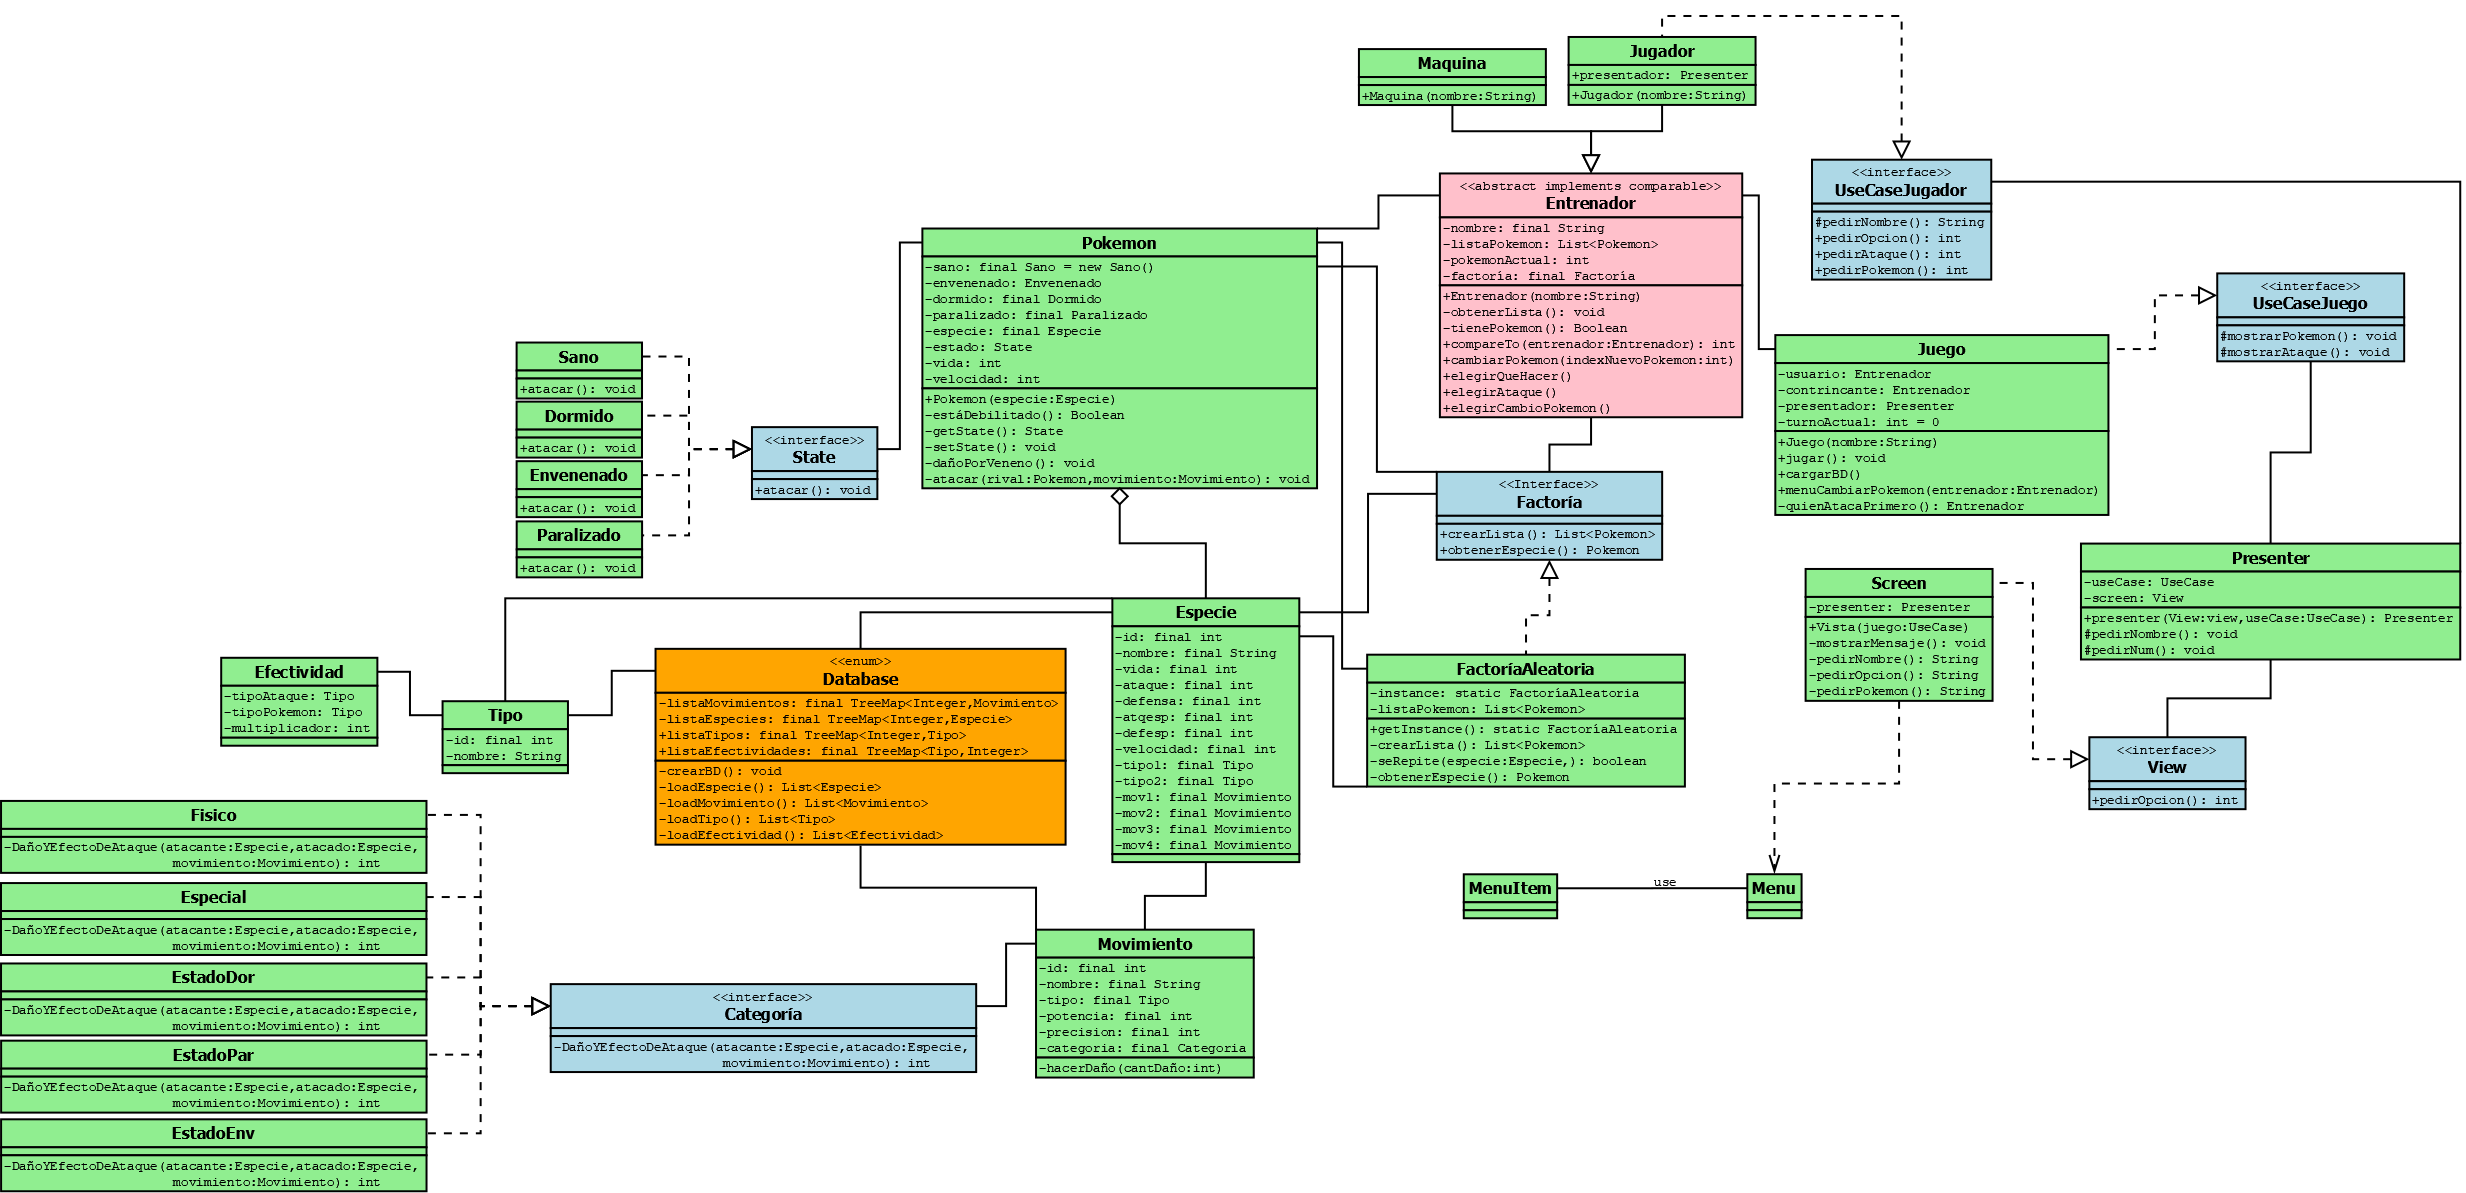 Maquina
+Maquina(nombre:String)
Jugador
+presentador: Presenter
+Jugador(nombre:String)
<<interface>>
UseCaseJugador
#pedirNombre(): String
+pedirOpcion(): int
+pedirAtaque(): int
+pedirPokemon(): int
<<abstract implements comparable>>
Entrenador
-nombre: final String
-listaPokemon: List<Pokemon>
-pokemonActual: int
-factoría: final Factoría
+Entrenador(nombre:String)
-obtenerLista(): void
-tienePokemon(): Boolean
+compareTo(entrenador:Entrenador): int
+cambiarPokemon(indexNuevoPokemon:int)
+elegirQueHacer()
+elegirAtaque()
+elegirCambioPokemon()
Pokemon
-sano: final Sano = new Sano()
-envenenado: Envenenado
-dormido: final Dormido
-paralizado: final Paralizado
-especie: final Especie
-estado: State
-vida: int
-velocidad: int
+Pokemon(especie:Especie)
-estáDebilitado(): Boolean
-getState(): State
-setState(): void
-dañoPorVeneno(): void
-atacar(rival:Pokemon,movimiento:Movimiento): void
<<interface>>
UseCaseJuego
#mostrarPokemon(): void
#mostrarAtaque(): void
Juego
-usuario: Entrenador
-contrincante: Entrenador
-presentador: Presenter
-turnoActual: int = 0
+Juego(nombre:String)
+jugar(): void
+cargarBD()
+menuCambiarPokemon(entrenador:Entrenador)
-quienAtacaPrimero(): Entrenador
Sano
+atacar(): void
Dormido
+atacar(): void
Envenenado
+atacar(): void
Paralizado
+atacar(): void
<<interface>>
State
+atacar(): void
<<Interface>>
Factoría
+crearLista(): List<Pokemon>
+obtenerEspecie(): Pokemon
Presenter
-useCase: UseCase
-screen: View
+presenter(View:view,useCase:UseCase): Presenter
#pedirNombre(): void
#pedirNum(): void
Screen
-presenter: Presenter
+Vista(juego:UseCase)
-mostrarMensaje(): void
-pedirNombre(): String
-pedirOpcion(): String
-pedirPokemon(): String
Especie
-id: final int
-nombre: final String
-vida: final int
-ataque: final int
-defensa: final int
-atqesp: final int
-defesp: final int
-velocidad: final int
-tipo1: final Tipo
-tipo2: final Tipo
-mov1: final Movimiento
-mov2: final Movimiento
-mov3: final Movimiento
-mov4: final Movimiento
FactoríaAleatoria
-instance: static FactoríaAleatoria
-listaPokemon: List<Pokemon>
+getInstance(): static FactoríaAleatoria
-crearLista(): List<Pokemon>
-seRepite(especie:Especie,): boolean
-obtenerEspecie(): Pokemon
<<enum>>
Database
-listaMovimientos: final TreeMap<Integer,Movimiento>
-listaEspecies: final TreeMap<Integer,Especie>
+listaTipos: final TreeMap<Integer,Tipo>
+listaEfectividades: final TreeMap<Tipo,Integer>
-crearBD(): void
-loadEspecie(): List<Especie>
-loadMovimiento(): List<Movimiento>
-loadTipo(): List<Tipo>
-loadEfectividad(): List<Efectividad>
Efectividad
-tipoAtaque: Tipo
-tipoPokemon: Tipo
-multiplicador: int
Tipo
-id: final int
-nombre: String
<<interface>>
View
+pedirOpcion(): int
Fisico
-DañoYEfectoDeAtaque(atacante:Especie,atacado:Especie,
movimiento:Movimiento): int
Especial
-DañoYEfectoDeAtaque(atacante:Especie,atacado:Especie,
movimiento:Movimiento): int
EstadoDor
-DañoYEfectoDeAtaque(atacante:Especie,atacado:Especie,
movimiento:Movimiento): int
EstadoPar
-DañoYEfectoDeAtaque(atacante:Especie,atacado:Especie,
movimiento:Movimiento): int
EstadoEnv
-DañoYEfectoDeAtaque(atacante:Especie,atacado:Especie,
movimiento:Movimiento): int
<<interface>>
Categoría
-DañoYEfectoDeAtaque(atacante:Especie,atacado:Especie,
movimiento:Movimiento): int
Movimiento
-id: final int
-nombre: final String
-tipo: final Tipo
-potencia: final int
-precision: final int
-categoria: final Categoria
-hacerDaño(cantDaño:int)
MenuItem
use
Menu